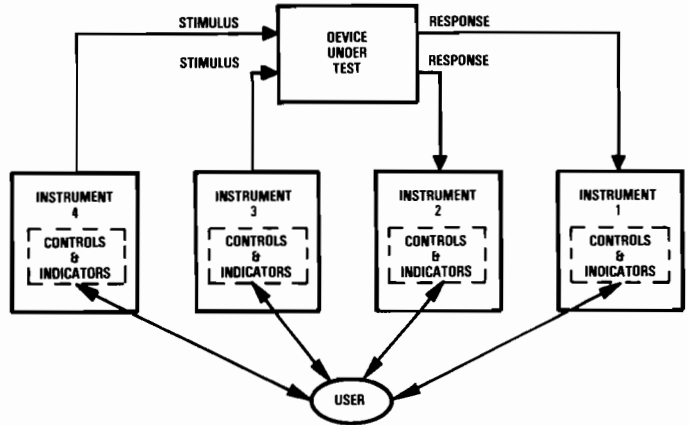 STIMULUS
DEVICE
UNDER
TEST
RESPONSE
STIMULUS
RESPONSE
INSTRUMENT
4
CONTROLS
&
INDICATORS
INSTRUMENT
3
CONTROLS
&
INDICATORS
INSTRUMENT
2
CONTROLS
&
INDICATORS
INSTRUMENT
1
CONTROLS
&
INDICATORS
USER